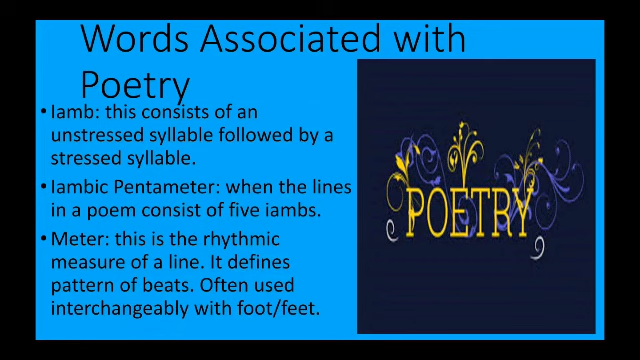 Words Associated with
Poetry
• Iamb: this consists of an
unstressed syllable followed by a
stressed syllable.
• Iambic Pentameter: when the lines
in a poem consist of five iambs.
• Meter: this is the rhythmic
measure of a line. It defines
pattern of beats. Often used
interchangeably with foot/feet.
POETRY